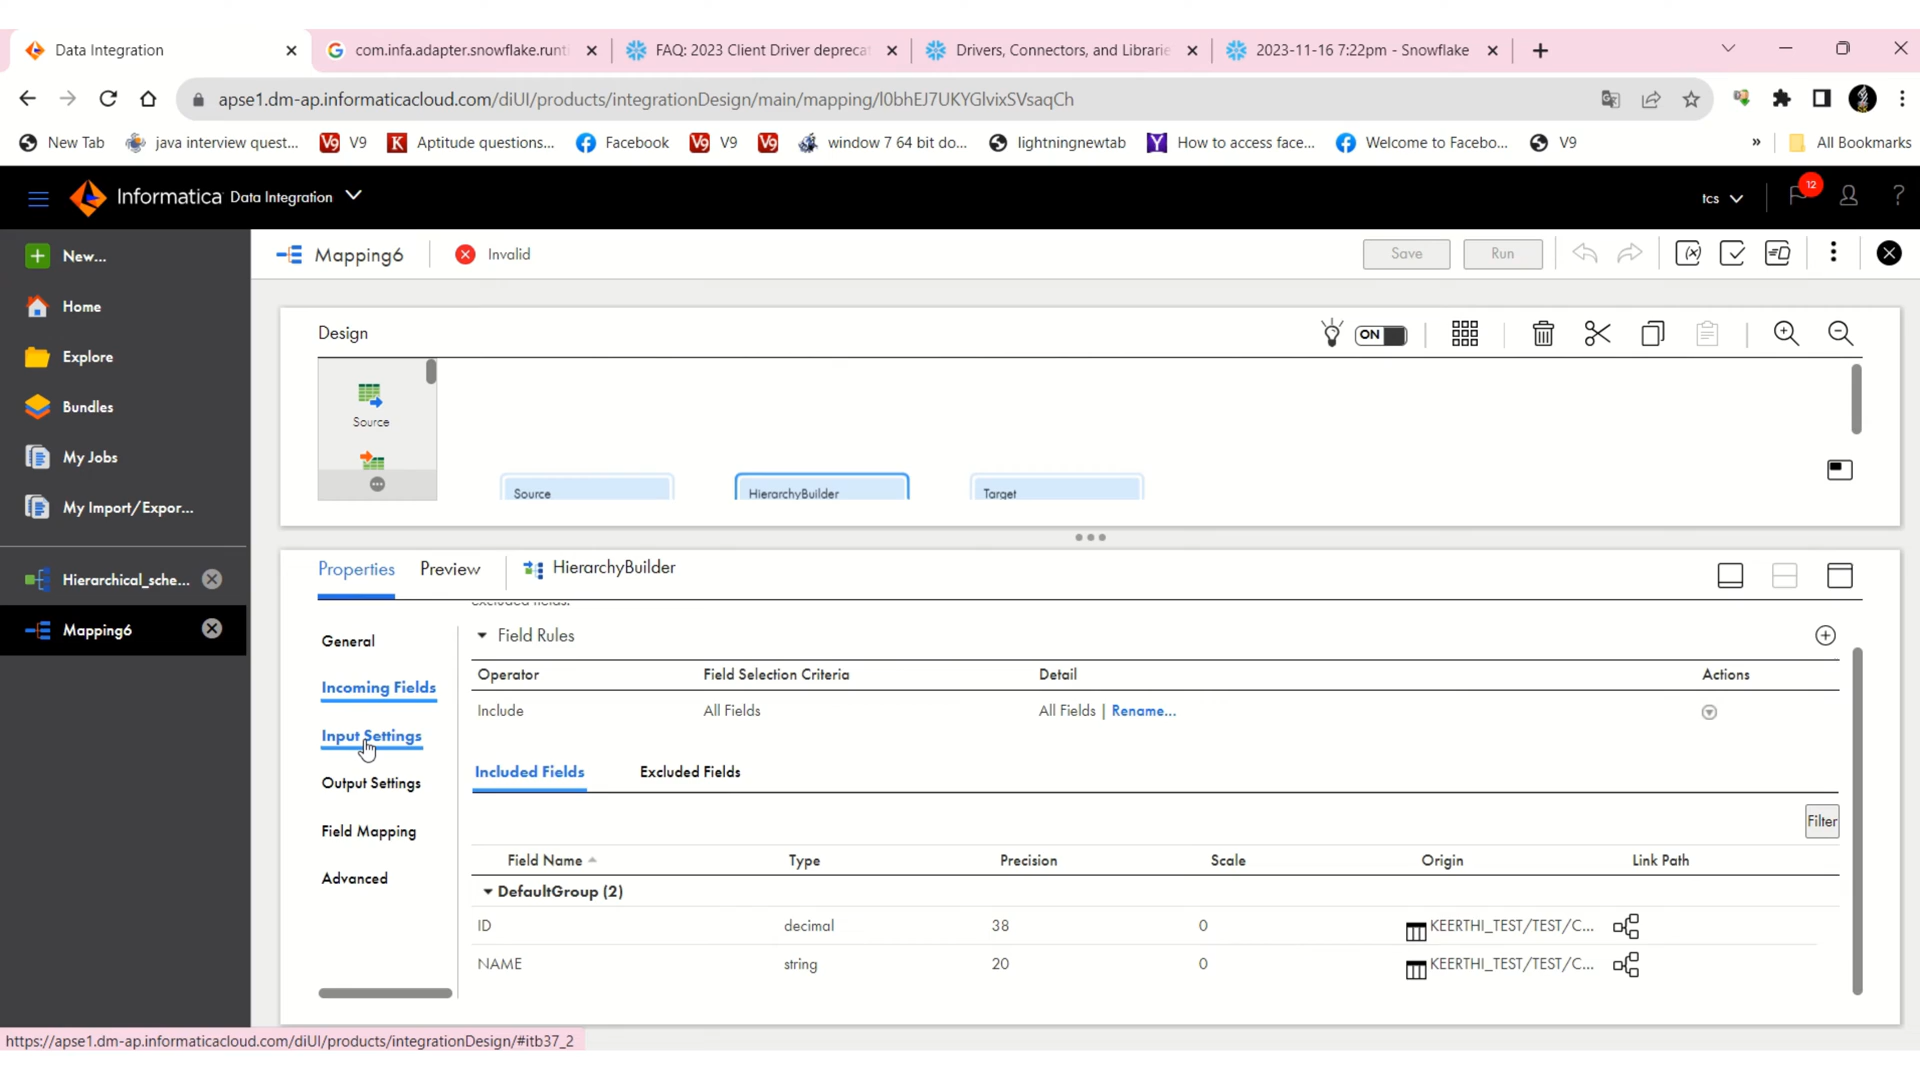 Data Integration
com.infa.adapter.snowflake.runti
FAQ: 2023 Client Driver depreca
Drivers, Connectors, and Librarie
2023-11-16 7:22pm - Snowflake
apse1.dm-ap.informaticacloud.com/diUI/products/integrationDesign/main/mapping/l0bhEJ7UKYGlvixSVsaqCh
New Tab
java interview quest...
V9
Aptitude questions...
Facebook
V9
window 7 64 bit do...
lightningnewtab
How to access face...
Welcome to Facebo...
V9
»
All Bookmarks
Informatica Data Integration
tcs
12
?
New...
Mapping6
Invalid
Save
Run
Home
Explore
Bundles
My Jobs
My Import/Expor...
Hierarchical_sche...
Mapping6
Design
ON
Source
Source
HierarchyBuilder
Target
Properties
Preview
HierarchyBuilder
excluded fields.
General
Incoming Fields
Input Settings
Output Settings
Field Mapping
Advanced
Field Rules
Operator
Field Selection Criteria
Detail
Actions
Include
All Fields
All Fields | Rename...
Included Fields
Excluded Fields
Filter
Field Name
Type
Precision
Scale
Origin
Link Path
DefaultGroup (2)
ID
decimal
38
0
KEERTHI_TEST/TEST/C...
NAME
string
20
0
KEERTHI_TEST/TEST/C...
https://apse1.dm-ap.informaticacloud.com/diUI/products/integrationDesign/#itb37_2